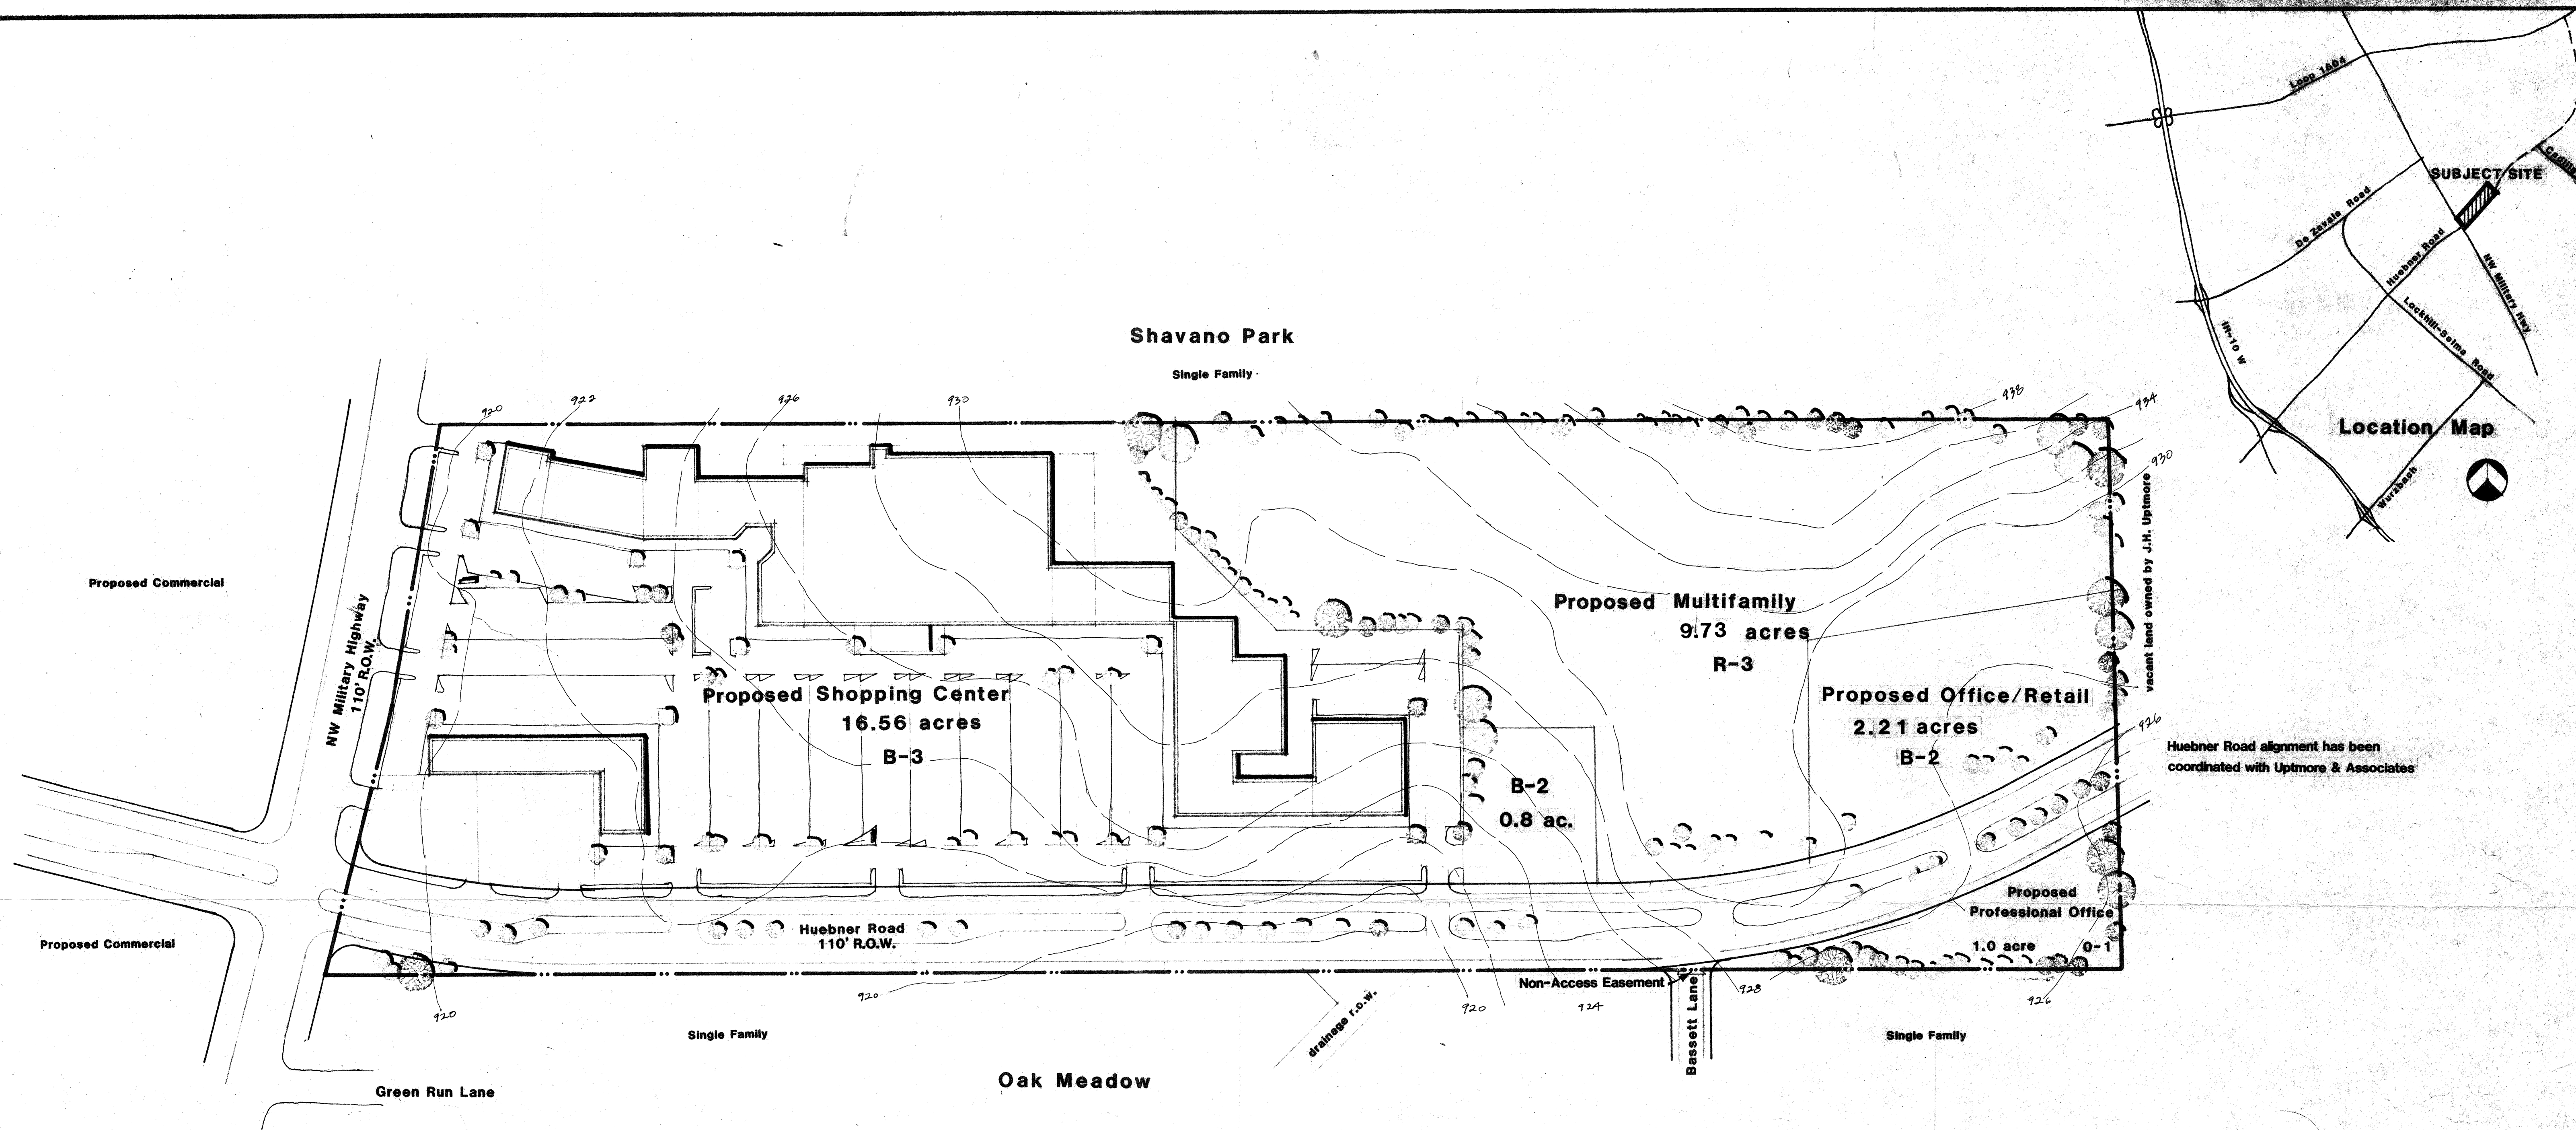 Loop 1604
SUBJECT SITE
De Zavala Road
Huebner Road
NW Military Hwy
Lockhill-Selma Road
IH-10 W
Location Map
Wurzbach
Shavano Park
Single Family
920
922
926
930
938
934
930
vacant land owned by J.H. Uptmore
Proposed Commercial
NW Military Highway
110' R.O.W.
Proposed Multifamily
9.73 acres
R-3
Proposed Shopping Center
16.56 acres
B-3
Proposed Office/Retail
2.21 acres
B-2
926
Huebner Road alignment has been
coordinated with Uptmore & Associates
B-2
0.8 ac.
Proposed
Professional Office
1.0 acre O-1
Proposed Commercial
Huebner Road
110' R.O.W.
Non-Access Easement
920
920
920
924
928
926
drainage r.o.w.
Bassett Lane
Single Family
Single Family
Oak Meadow
Green Run Lane